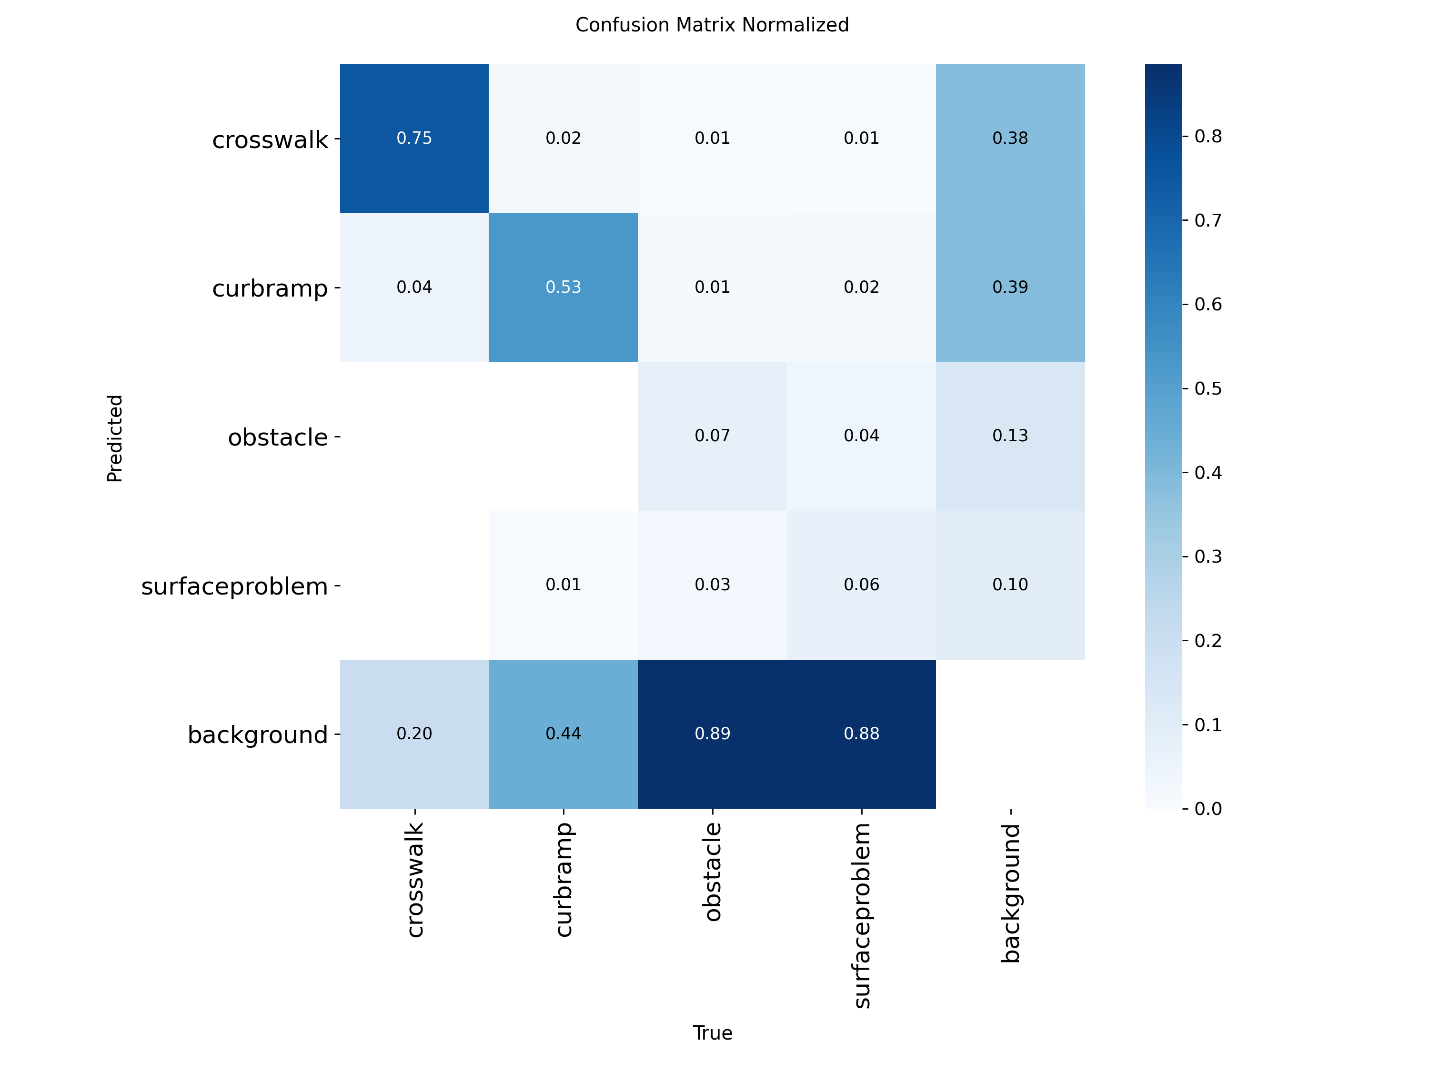 Confusion Matrix Normalized
crosswalk
0.75 0.02 0.01 0.01 0.38
curbramp
0.04 0.53 0.01 0.02 0.39
obstacle
0.07 0.04 0.13
surfaceproblem
0.01 0.03 0.06 0.10
background
0.20 0.44 0.89 0.88
Predicted
crosswalk
curbramp
obstacle
surfaceproblem
background
True
0.8
0.7
0.6
0.5
0.4
0.3
0.2
0.1
0.0